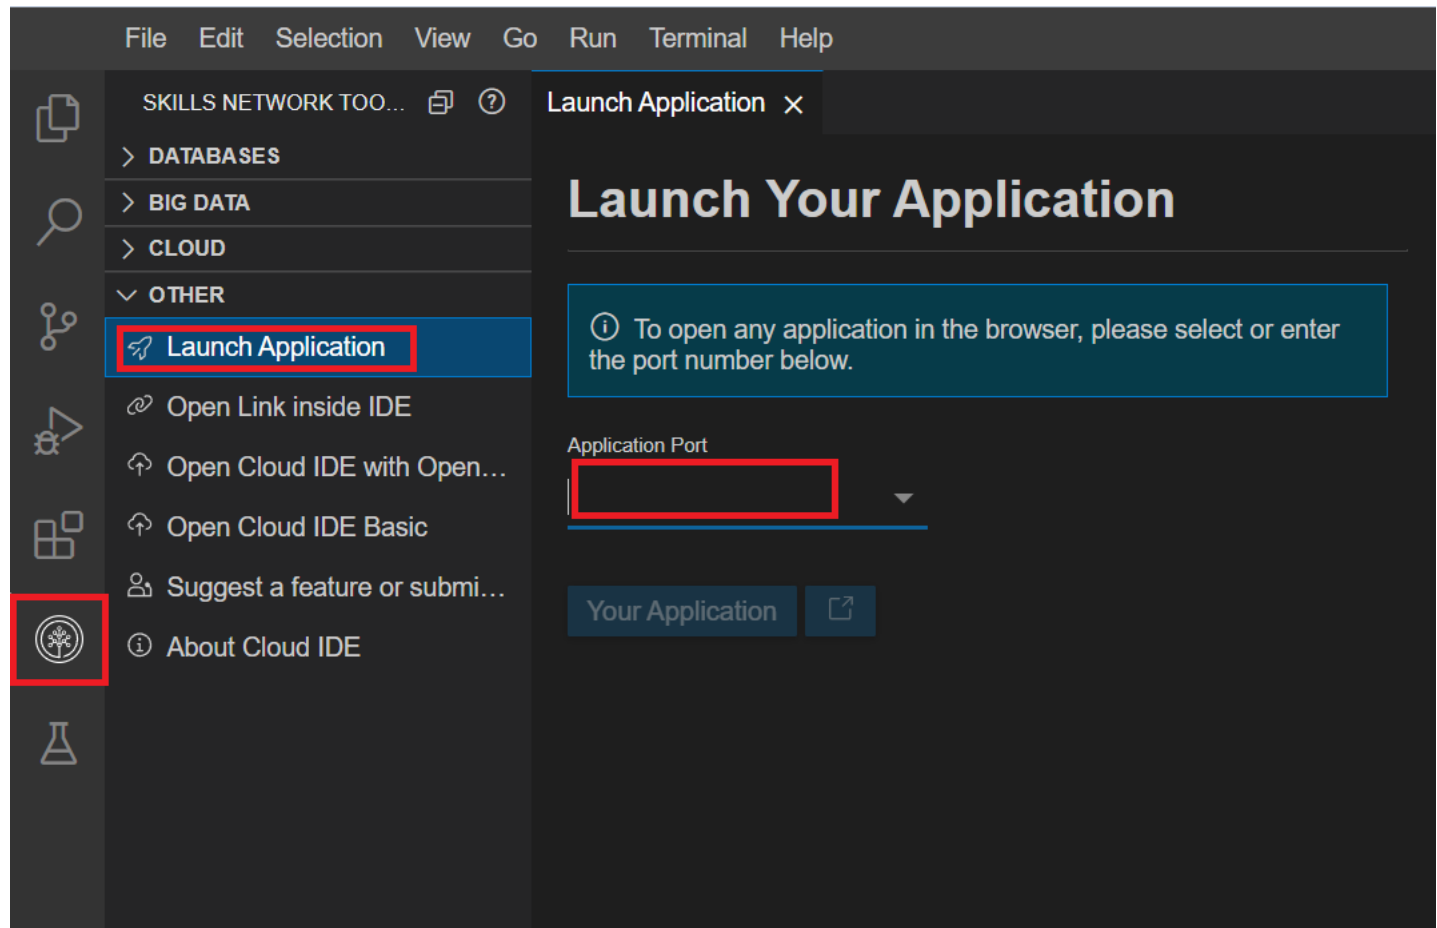 File Edit Selection View Go Run Terminal Help
SKILLS NETWORK TOO...
Launch Application
DATABASES
BIG DATA
CLOUD
OTHER
Launch Application
Open Link inside IDE
Open Cloud IDE with Open...
Open Cloud IDE Basic
Suggest a feature or submi...
About Cloud IDE
Launch Your Application
To open any application in the browser, please select or enter
the port number below.
Application Port
Your Application